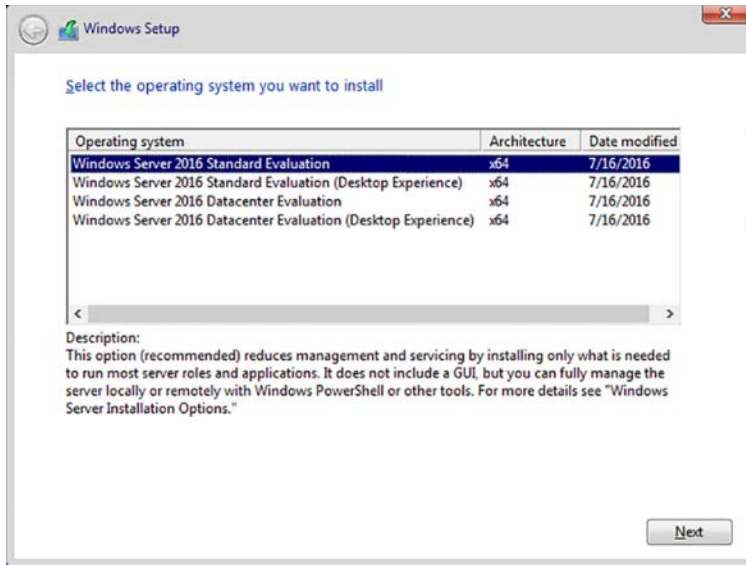 Windows Setup
Select the operating system you want to install
Operating system Architecture Date modified
Windows Server 2016 Standard Evaluation x64 7/16/2016
Windows Server 2016 Standard Evaluation (Desktop Experience) x64 7/16/2016
Windows Server 2016 Datacenter Evaluation x64 7/16/2016
Windows Server 2016 Datacenter Evaluation (Desktop Experience) x64 7/16/2016
Description:
This option (recommended) reduces management and servicing by installing only what is needed
to run most server roles and applications. It does not include a GUI, but you can fully manage the
server locally or remotely with Windows PowerShell or other tools. For more details see "Windows
Server Installation Options."
Next